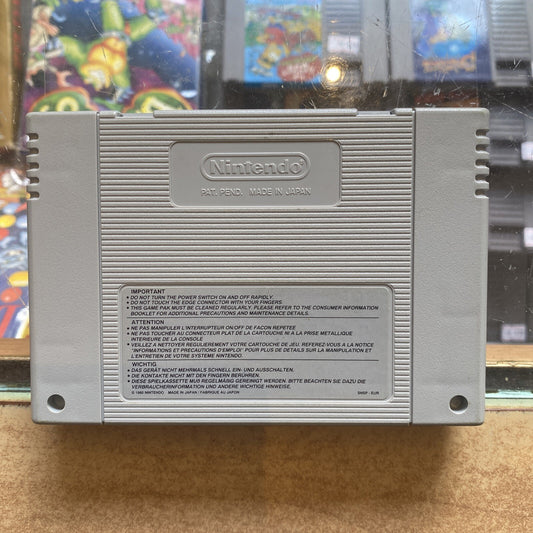 Nintendo®
PAT. PEND. MADE IN JAPAN
IMPORTANT
• DO NOT TURN THE POWER SWITCH ON AND OFF RAPIDLY.
• DO NOT TOUCH THE EDGE CONNECTOR WITH YOUR FINGERS.
• THIS GAME PAK MUST BE CLEANED REGULARLY. PLEASE REFER TO THE CONSUMER INFORMATION
BOOKLET FOR ADDITIONAL PRECAUTIONS AND MAINTENANCE DETAILS.
ATTENTION
• NE PAS MANIPULER L'INTERRUPTEUR ON/OFF DE FACON REPETEE
• NE PAS TOUCHER AU CONNECTEUR PLAT DE LA CARTOUCHE NI A LA PRISE METALLIQUE
INTERIEURE DE LA CONSOLE
• VEILLEZ A NETTOYER REGULIEREMENT VOTRE CARTOUCHE DE JEU. REFEREZ-VOUS A LA NOTICE
"INFORMATIONS ET PRECAUTIONS D'EMPLOI" POUR PLUS DE DETAILS SUR LA MANIPULATION ET
L'ENTRETIEN DE VOTRE SYSTEME NINTENDO.
WICHTIG
• DAS GERÄT NICHT MEHRMALS SCHNELL EIN- UND AUSSCHALTEN.
• DIE KONTAKTE NICHT MIT DEN FINGERN BERÜHREN.
• DIESE SPIELKASSETTE MUß REGELMÄßIG GEREINIGT WERDEN. BITTE BEACHTEN SIE DAZU DIE
VERBRAUCHERINFORMATION UND ANDERE WICHTIGE HINWEISE.
© 1992 NINTENDO MADE IN JAPAN / FABRIQUE AU JAPON SNSP - EUR